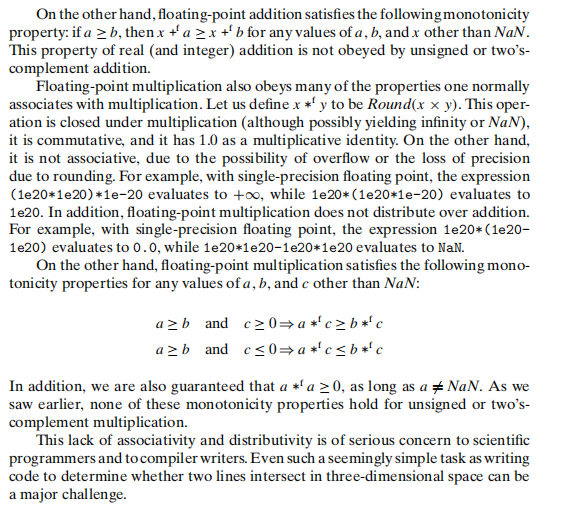 On the other hand, floating-point addition satisfies the following monotonicity
property: if a ≥ b, then x +ᶠ a ≥ x +ᶠ b for any values of a, b, and x other than NaN.
This property of real (and integer) addition is not obeyed by unsigned or two's-
complement addition.
Floating-point multiplication also obeys many of the properties one normally
associates with multiplication. Let us define x *ᶠ y to be Round(x × y). This oper-
ation is closed under multiplication (although possibly yielding infinity or NaN),
it is commutative, and it has 1.0 as a multiplicative identity. On the other hand,
it is not associative, due to the possibility of overflow or the loss of precision
due to rounding. For example, with single-precision floating point, the expression
(1e20*1e20)*1e-20 evaluates to +∞, while 1e20*(1e20*1e-20) evaluates to
1e20. In addition, floating-point multiplication does not distribute over addition.
For example, with single-precision floating point, the expression 1e20*(1e20-
1e20) evaluates to 0.0, while 1e20*1e20-1e20*1e20 evaluates to NaN.
On the other hand, floating-point multiplication satisfies the following mono-
tonicity properties for any values of a, b, and c other than NaN:
a ≥ b and c ≥ 0 ⇒ a *ᶠ c ≥ b *ᶠ c
a ≥ b and c ≤ 0 ⇒ a *ᶠ c ≤ b *ᶠ c
In addition, we are also guaranteed that a *ᶠ a ≥ 0, as long as a ≠ NaN. As we
saw earlier, none of these monotonicity properties hold for unsigned or two's-
complement multiplication.
This lack of associativity and distributivity is of serious concern to scientific
programmers and to compiler writers. Even such a seemingly simple task as writing
code to determine whether two lines intersect in three-dimensional space can be
a major challenge.